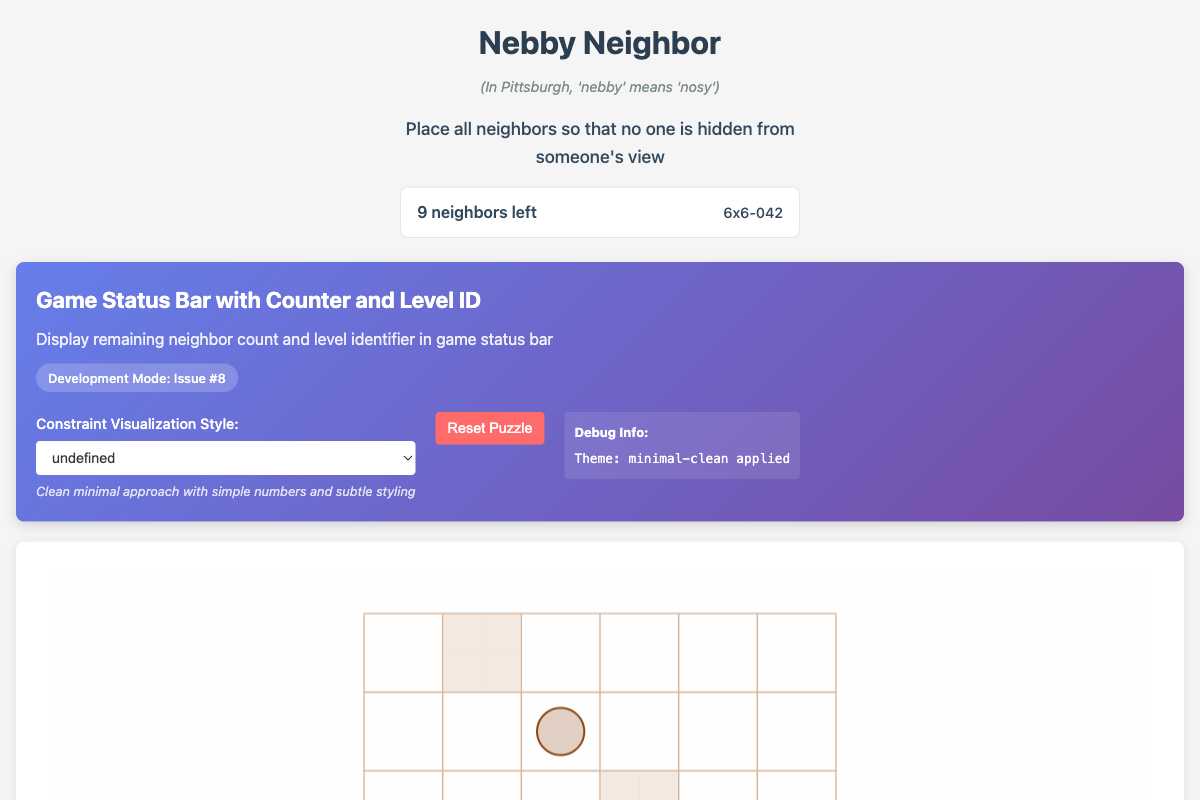 Nebby Neighbor
(In Pittsburgh, 'nebby' means 'nosy')
Place all neighbors so that no one is hidden from
someone's view
9 neighbors left
6x6-042
Game Status Bar with Counter and Level ID
Display remaining neighbor count and level identifier in game status bar
Development Mode: Issue #8
Constraint Visualization Style:
undefined
Clean minimal approach with simple numbers and subtle styling
Reset Puzzle
Debug Info:
Theme: minimal-clean applied